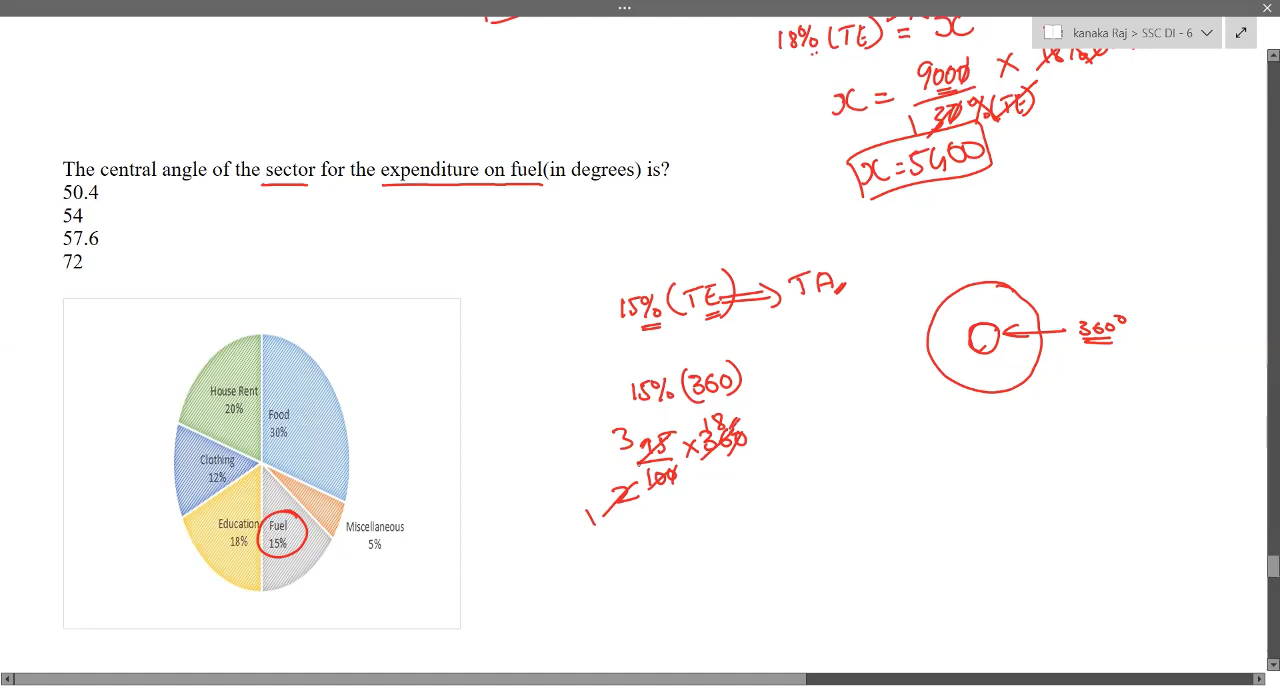 kanaka Raj > SSC DI - 6
18% (TE) = x
x = 9000 ×
30% (TE)
x = 5400
The central angle of the sector for the expenditure on fuel(in degrees) is?
50.4
54
57.6
72
15% (TE) ⇒ TA
360°
15% (360)
3 15 × 360 18
100
2
1
House Rent
20%
Food
30%
Clothing
12%
Education
18%
Fuel
15%
Miscellaneous
5%